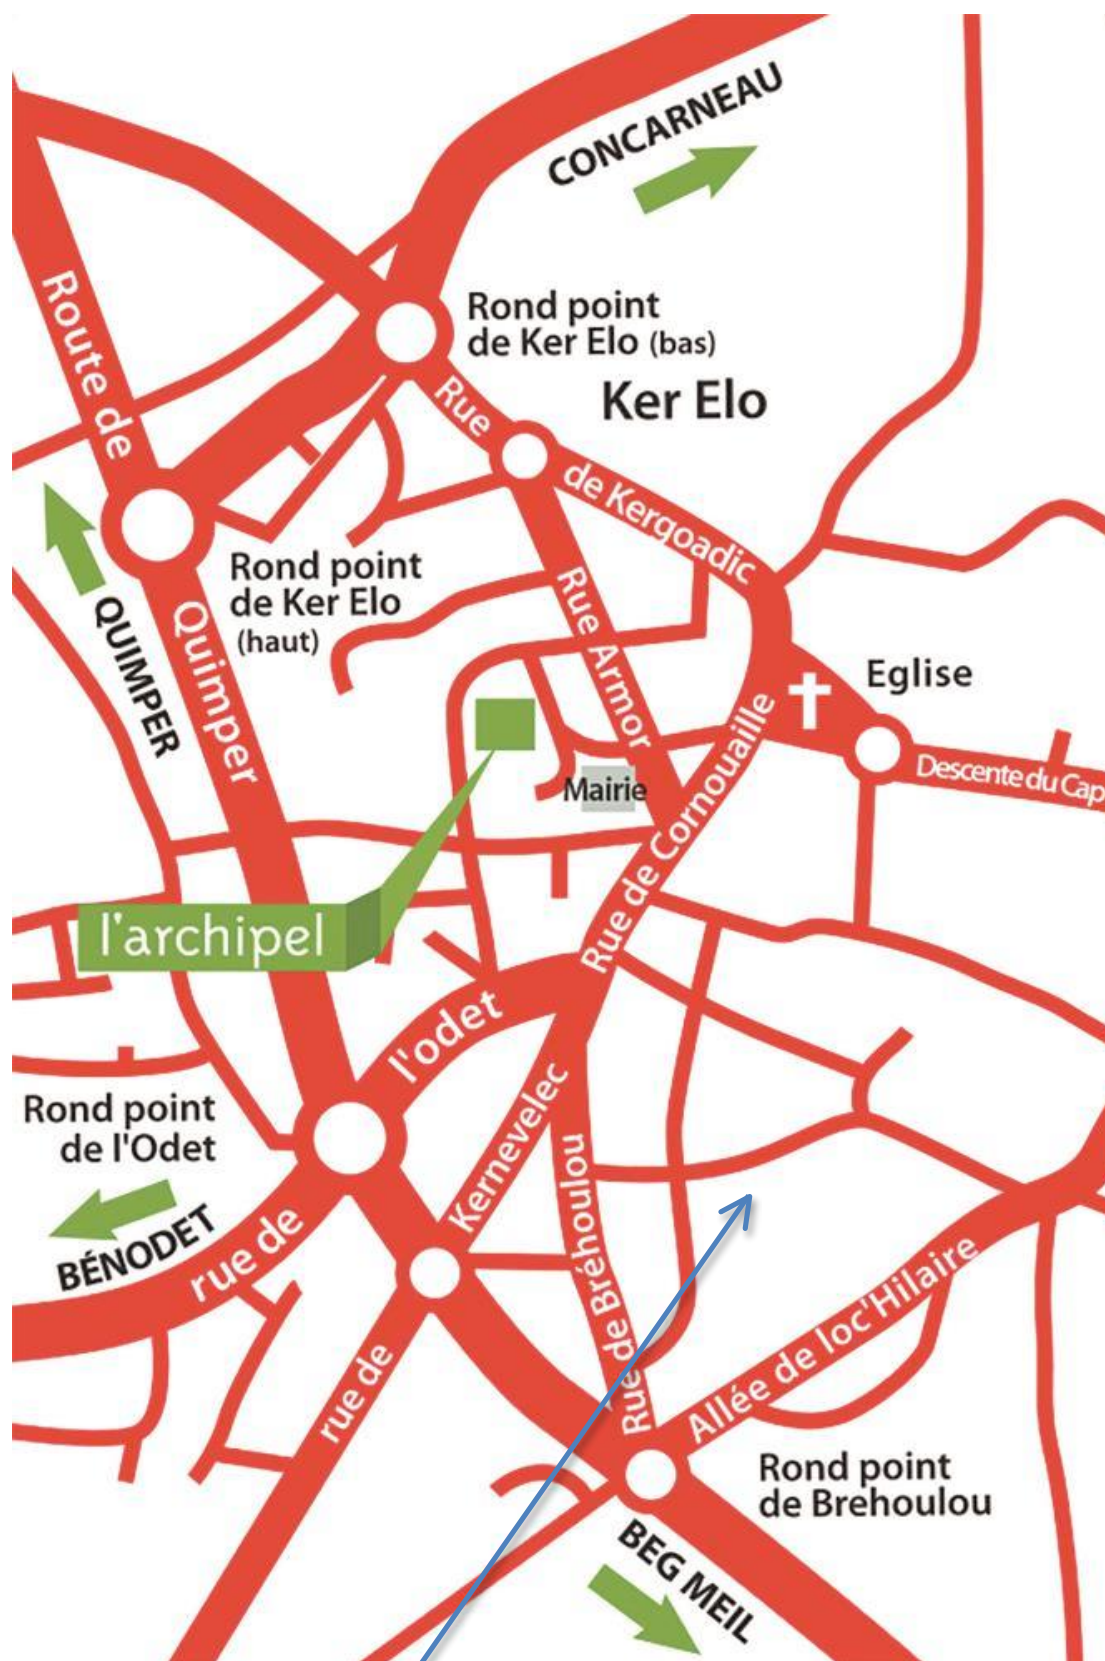 CONCARNEAU
Rond point
de Ker Elo (bas)
Ker Elo
Route de
Quimper
Rue
de Kergoadic
QUIMPER
Rond point
de Ker Elo
(haut)
Rue Armor
Eglise
Descente du Cap
Mairie
Rue de Cornouaille
l'archipel
l'odet
rue de
Rond point
de l'Odet
BÉNODET
Kernevelec
rue de
Rue de Bréhoulou
Allée de loc'Hilaire
Rond point
de Brehoulou
BEG MEIL